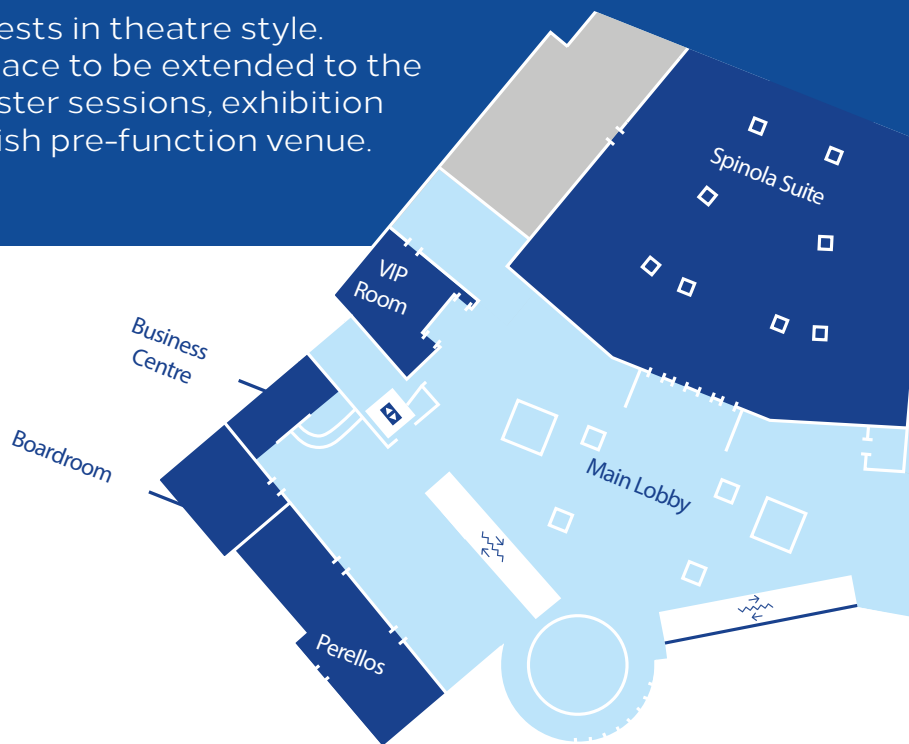 ests in theatre style.
ace to be extended to the
ster sessions, exhibition
ish pre-function venue.
Spinola Suite
VIP
Room
Business
Centre
Boardroom
Main Lobby
Perellos